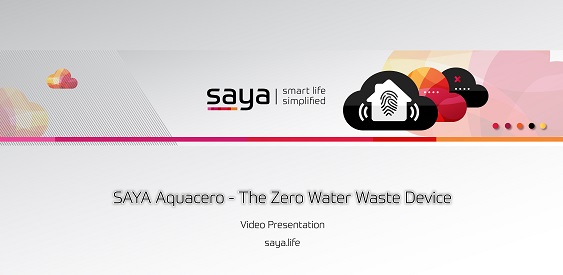 saya
smart life
simplified
SAYA Aquacero - The Zero Water Waste Device
Video Presentation
saya.life